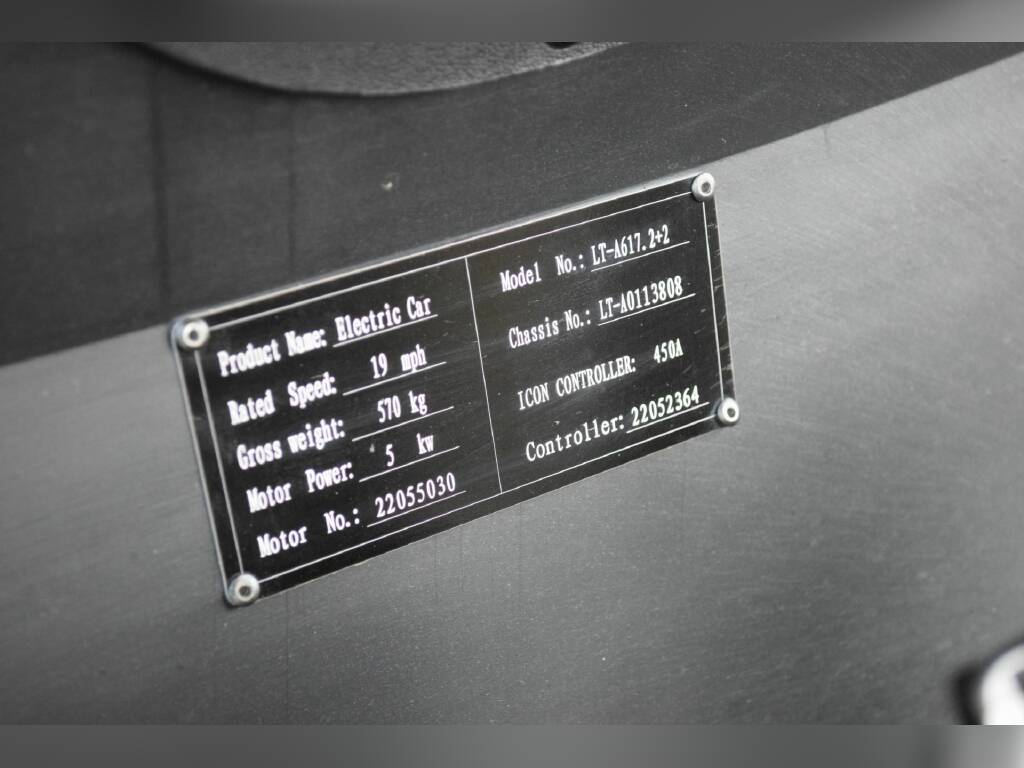 Product Name: Electric Car
Rated Speed: 19 mph
Gross weight: 570 kg
Motor Power: 5 kw
Motor No.: 22055030
Model No.: LT-A617.2+2
Chassis No.: LT-A0113808
ICON CONTROLLER: 450A
Controller: 22052364